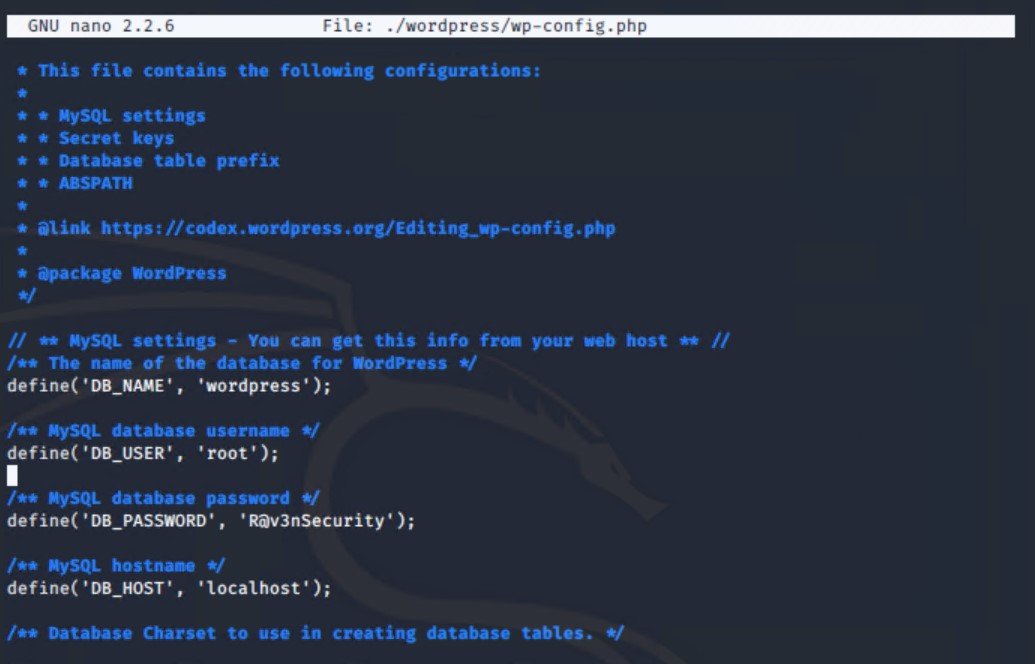 GNU nano 2.2.6 File: ./wordpress/wp-config.php
* This file contains the following configurations:
*
* * MySQL settings
* * Secret keys
* * Database table prefix
* * ABSPATH
*
* @link https://codex.wordpress.org/Editing_wp-config.php
*
* @package WordPress
*/
// ** MySQL settings - You can get this info from your web host ** //
/** The name of the database for WordPress */
define('DB_NAME', 'wordpress');
/** MySQL database username */
define('DB_USER', 'root');
/** MySQL database password */
define('DB_PASSWORD', 'R@v3nSecurity');
/** MySQL hostname */
define('DB_HOST', 'localhost');
/** Database Charset to use in creating database tables. */